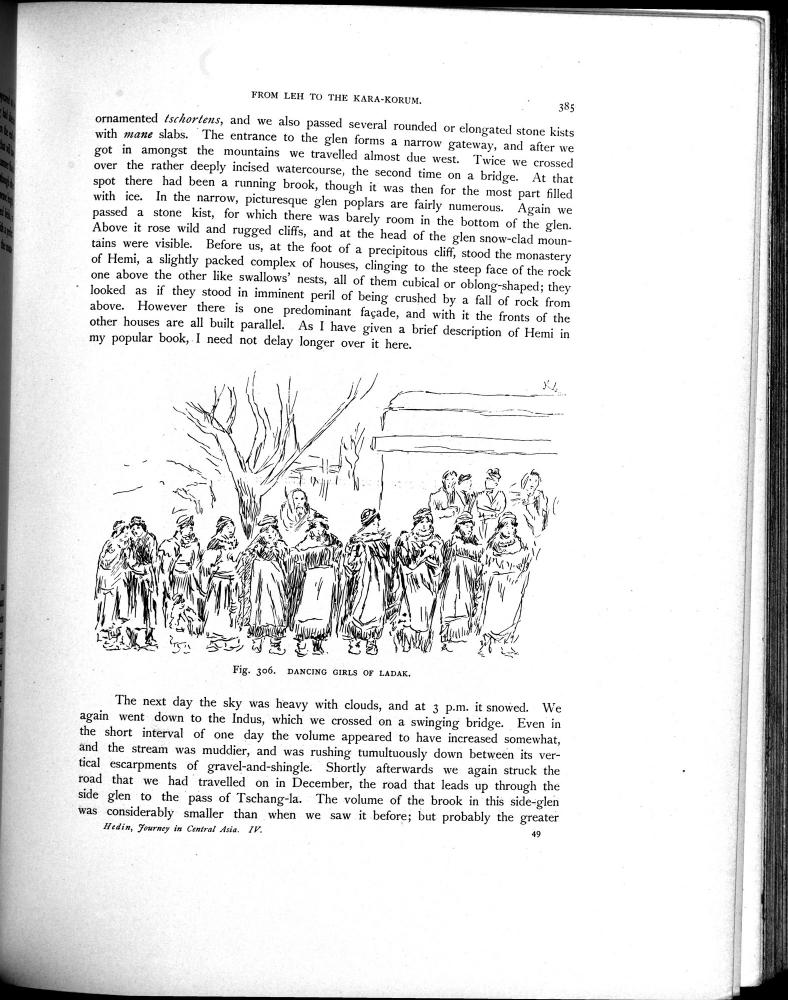 FROM LEH TO THE KARA-KORUM.
385
ornamented tschortens, and we also passed several rounded or elongated stone kists
with mane slabs. The entrance to the glen forms a narrow gateway, and after we
got in amongst the mountains we travelled almost due west. Twice we crossed
over the rather deeply incised watercourse, the second time on a bridge. At that
spot there had been a running brook, though it was then for the most part filled
with ice. In the narrow, picturesque glen poplars are fairly numerous. Again we
passed a stone kist, for which there was barely room in the bottom of the glen.
Above it rose wild and rugged cliffs, and at the head of the glen snow-clad moun-
tains were visible. Before us, at the foot of a precipitous cliff, stood the monastery
of Hemi, a slightly packed complex of houses, clinging to the steep face of the rock
one above the other like swallows' nests, all of them cubical or oblong-shaped; they
looked as if they stood in imminent peril of being crushed by a fall of rock from
above. However there is one predominant façade, and with it the fronts of the
other houses are all built parallel. As I have given a brief description of Hemi in
my popular book, I need not delay longer over it here.
Fig. 306. DANCING GIRLS OF LADAK.
The next day the sky was heavy with clouds, and at 3 p.m. it snowed. We
again went down to the Indus, which we crossed on a swinging bridge. Even in
the short interval of one day the volume appeared to have increased somewhat,
and the stream was muddier, and was rushing tumultuously down between its ver-
tical escarpments of gravel-and-shingle. Shortly afterwards we again struck the
road that we had travelled on in December, the road that leads up through the
side glen to the pass of Tschang-la. The volume of the brook in this side-glen
was considerably smaller than when we saw it before; but probably the greater
Hedin, Journey in Central Asia. IV.
49